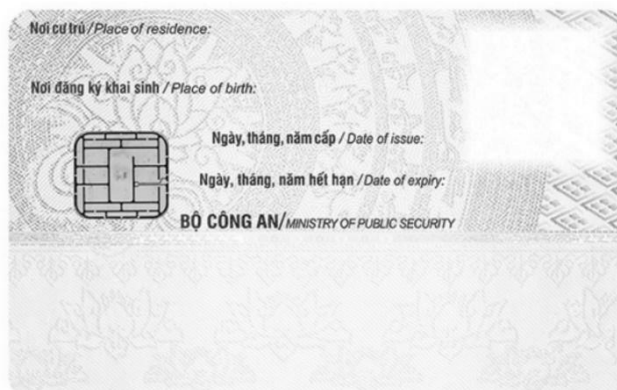 Nơi cư trú / Place of residence:
Nơi đăng ký khai sinh / Place of birth:
Ngày, tháng, năm cấp / Date of issue:
Ngày, tháng, năm hết hạn / Date of expiry:
BỘ CÔNG AN/MINISTRY OF PUBLIC SECURITY